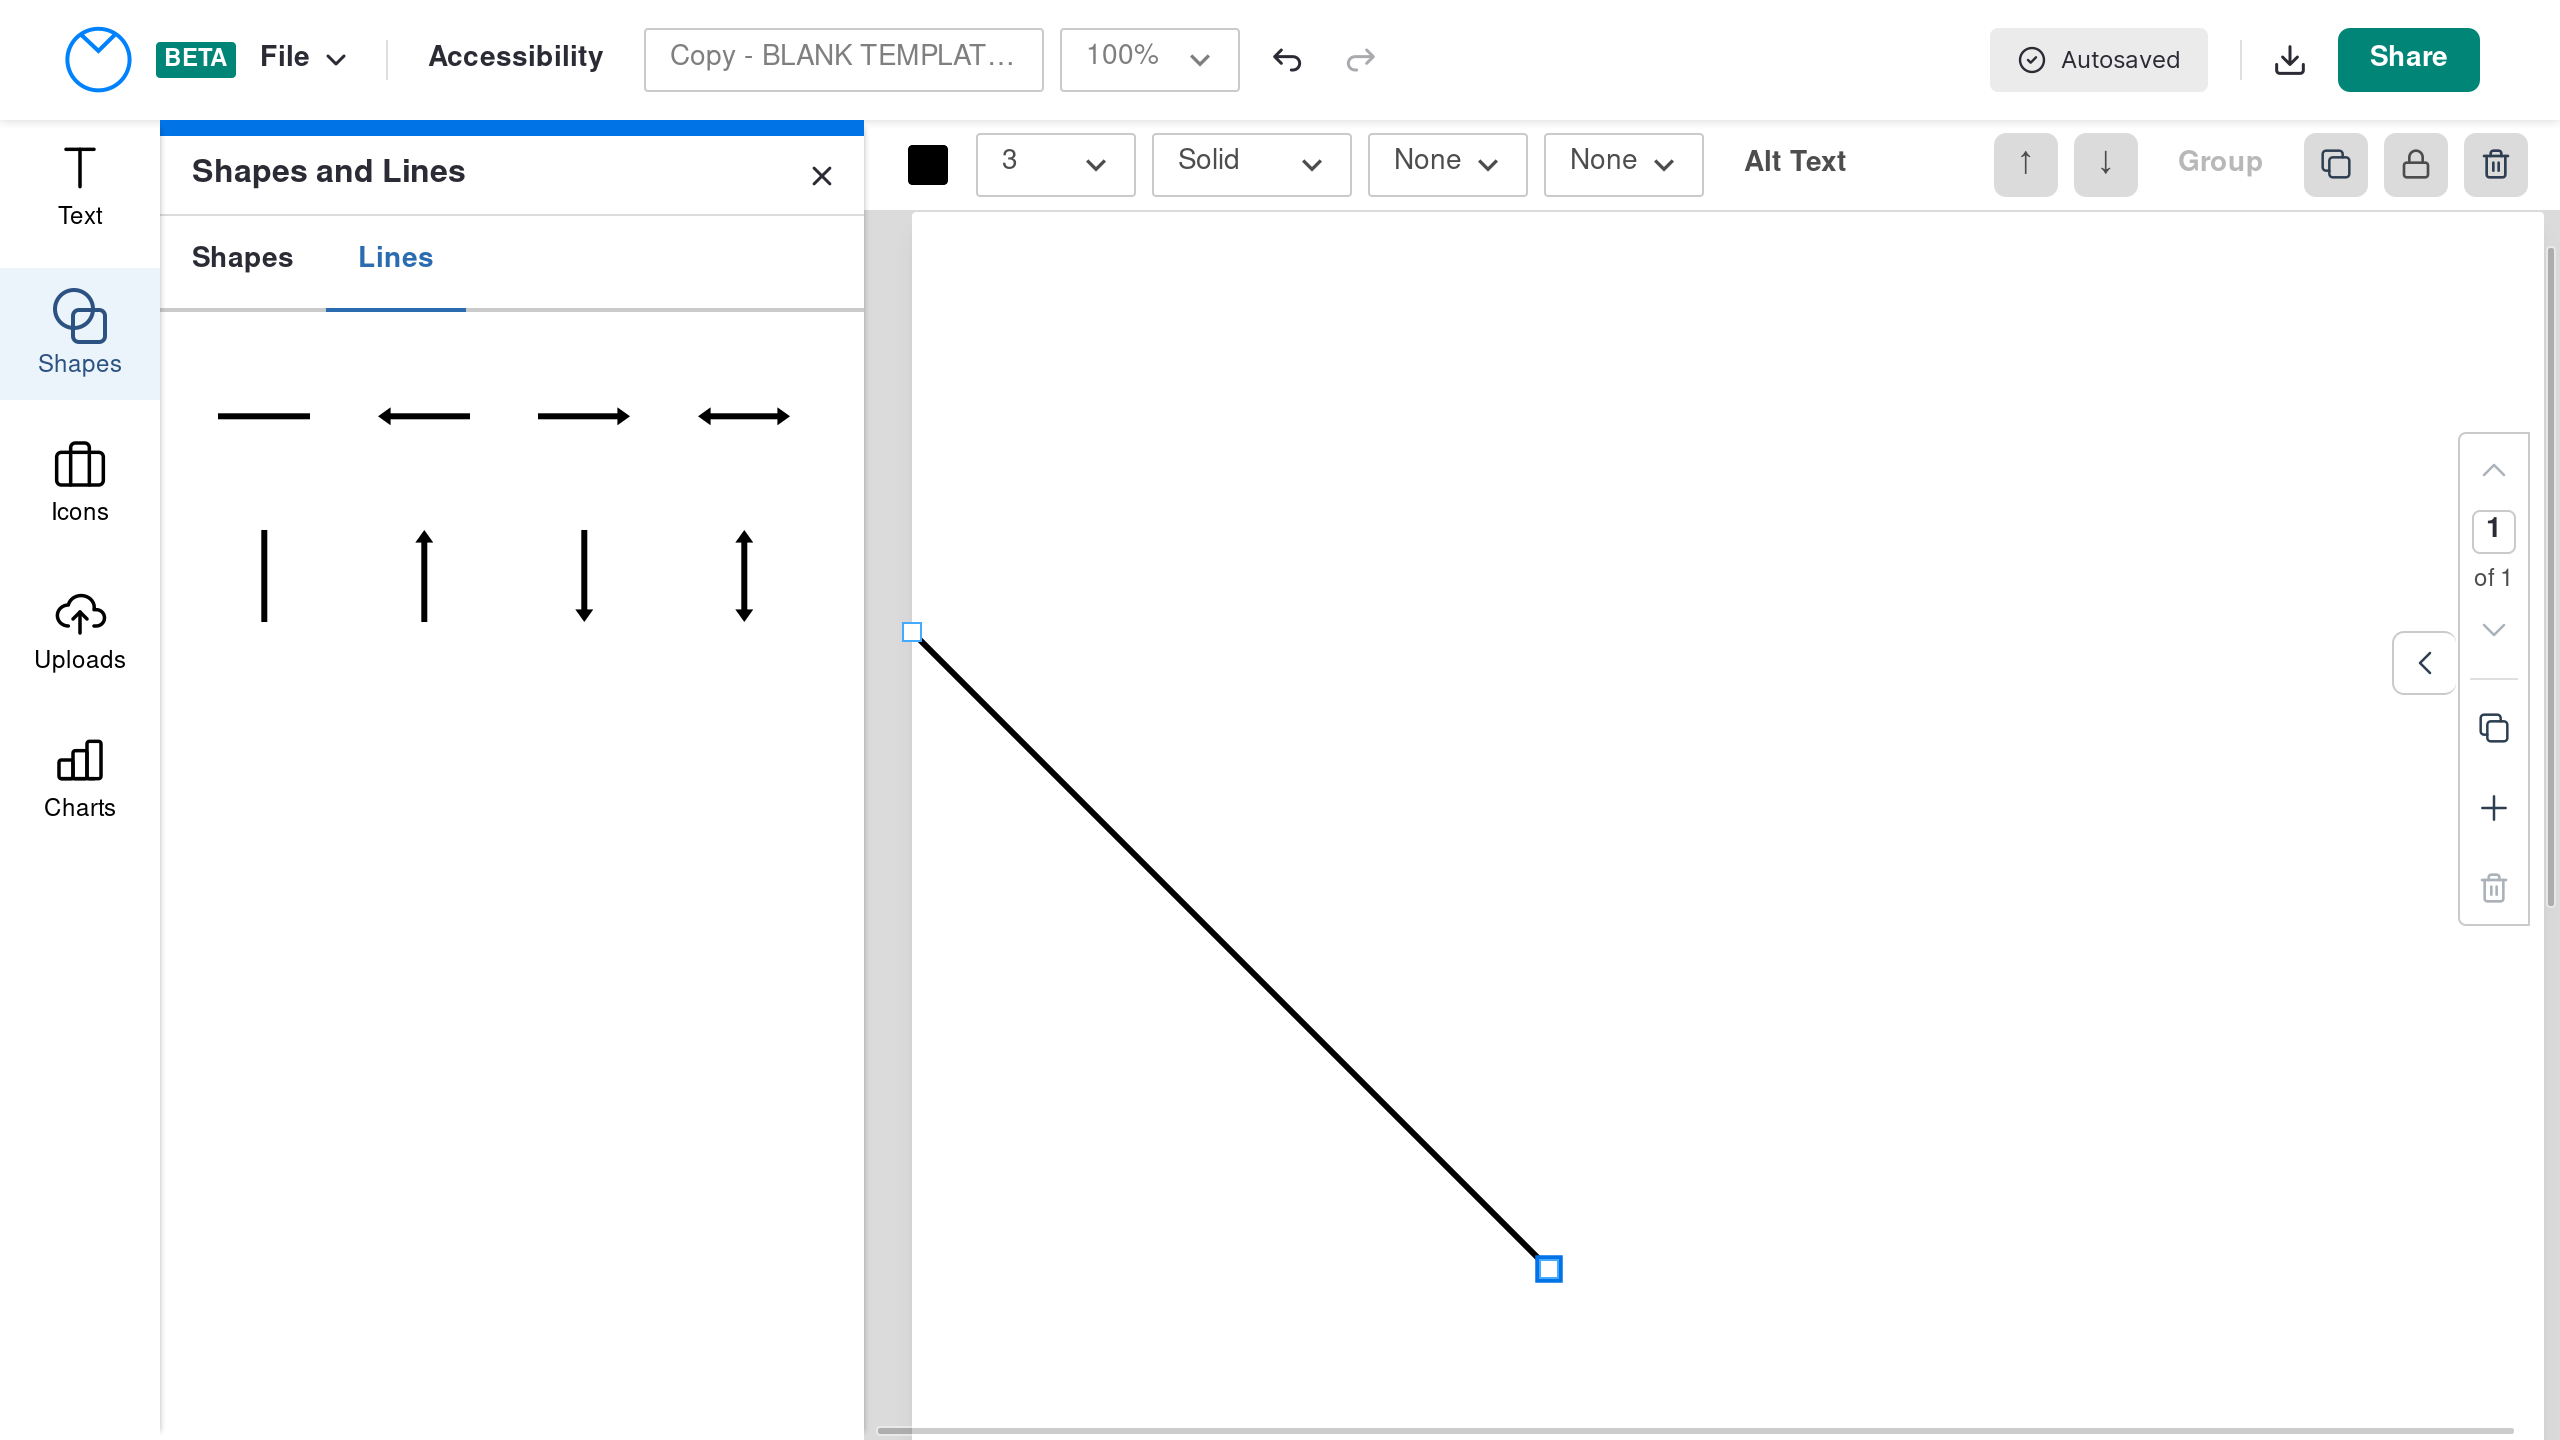 BETA File Accessibility Copy - BLANK TEMPLAT... 100% Autosaved Share
Shapes and Lines
3 Solid None None Alt Text ↑ ↓ Group
Text
Shapes Lines
Shapes
Icons
Uploads
Charts
1
of 1